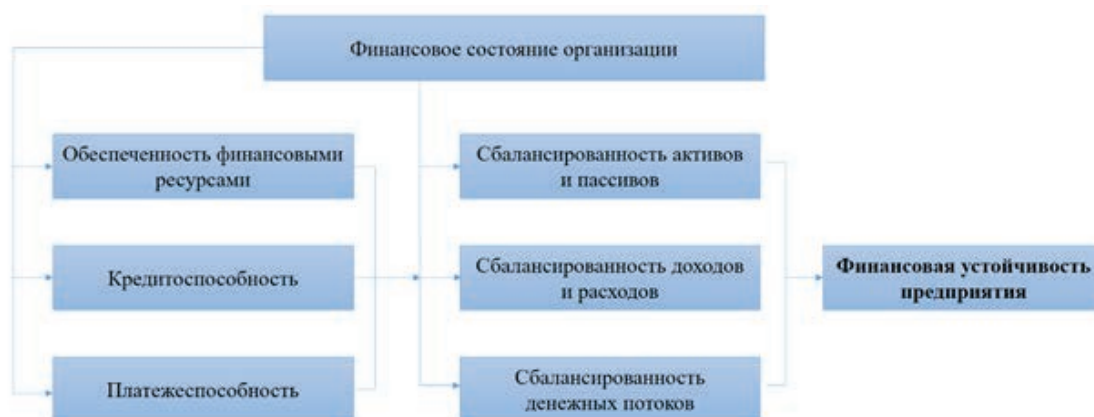 Финансовое состояние организации
Обеспеченность финансовыми
ресурсами
Сбалансированность активов
и пассивов
Кредитоспособность
Сбалансированность доходов
и расходов
Финансовая устойчивость
предприятия
Платежеспособность
Сбалансированность
денежных потоков